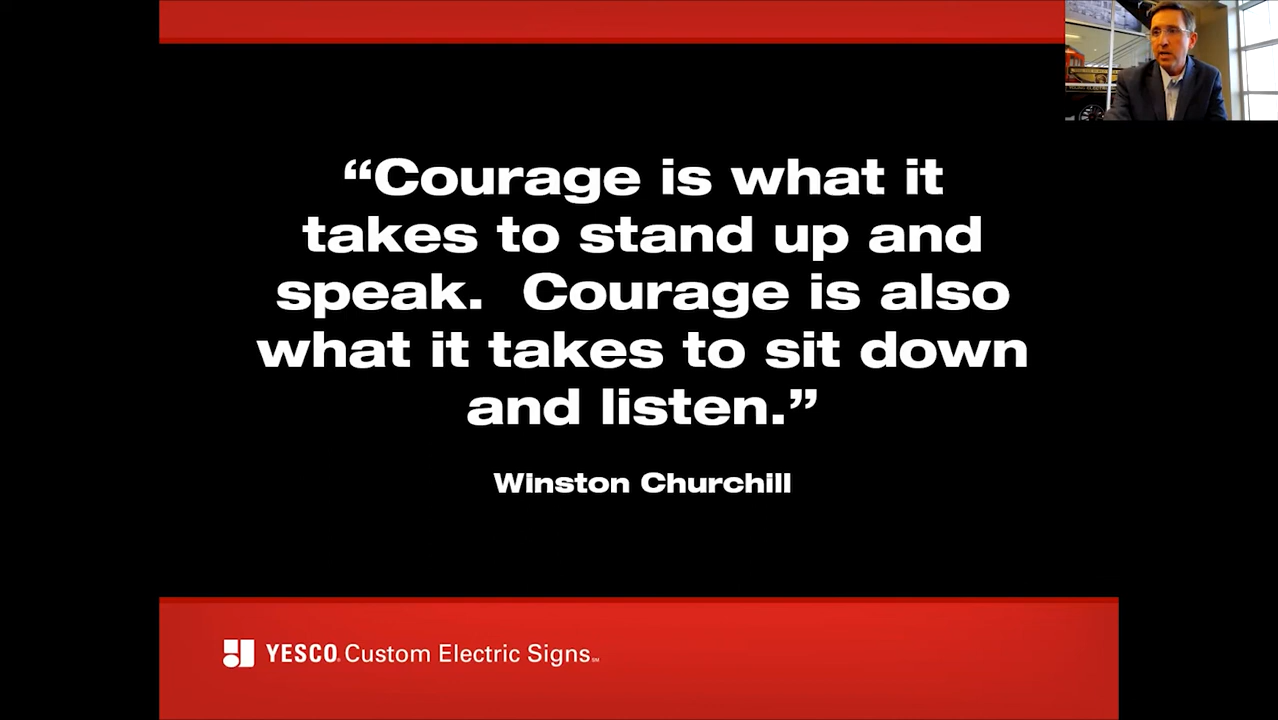 “Courage is what it
takes to stand up and
speak.  Courage is also
what it takes to sit down
and listen.”
Winston Churchill
YESCO® Custom Electric Signs℠